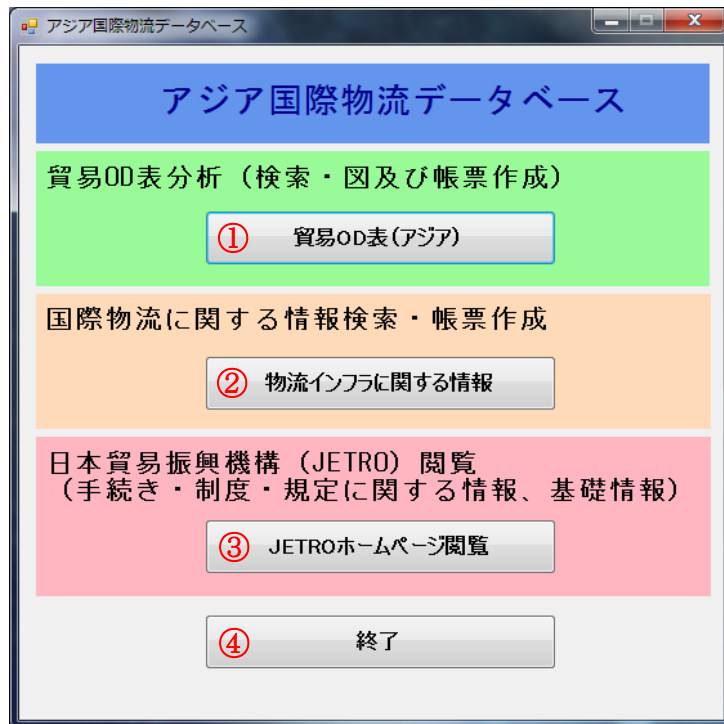 アジア国際物流データベース
アジア国際物流データベース
貿易OD表分析（検索・図及び帳票作成）
① 貿易OD表(アジア)
国際物流に関する情報検索・帳票作成
② 物流インフラに関する情報
日本貿易振興機構（JETRO）閲覧
（手続き・制度・規定に関する情報、基礎情報）
③ JETROホームページ閲覧
④ 終了